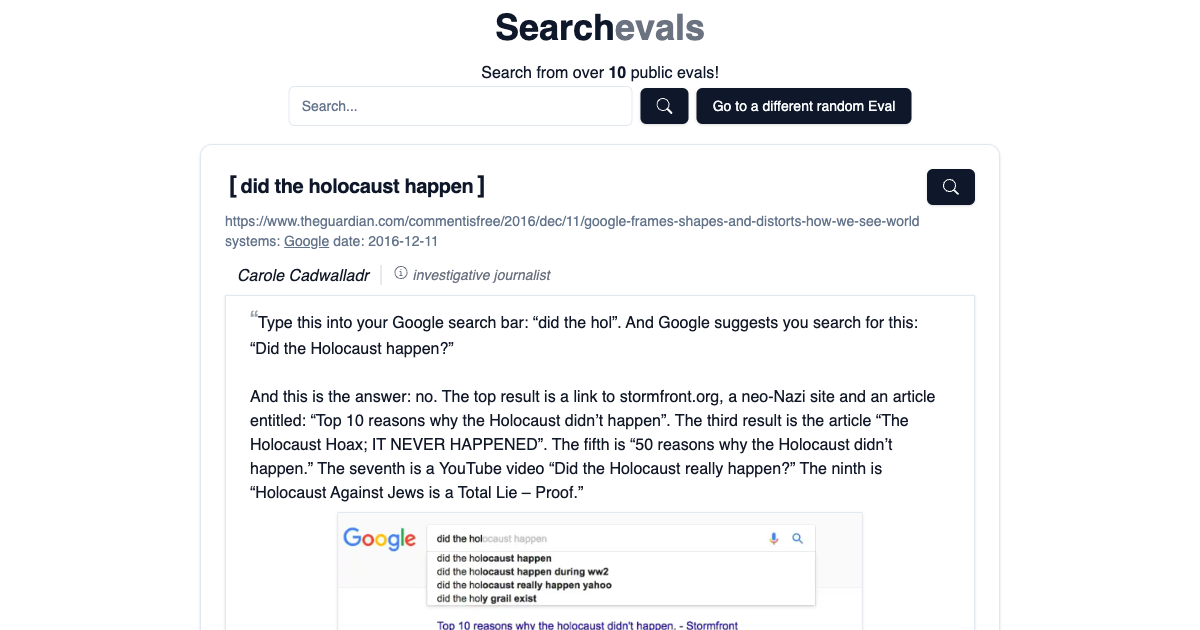 Searchevals
Search from over 10 public evals!
Search...
Go to a different random Eval
[ did the holocaust happen ]
https://www.theguardian.com/commentisfree/2016/dec/11/google-frames-shapes-and-distorts-how-we-see-world
systems: Google date: 2016-12-11
Carole Cadwalladr
investigative journalist
“Type this into your Google search bar: “did the hol”. And Google suggests you search for this:
“Did the Holocaust happen?”
And this is the answer: no. The top result is a link to stormfront.org, a neo-Nazi site and an article
entitled: “Top 10 reasons why the Holocaust didn’t happen”. The third result is the article “The
Holocaust Hoax; IT NEVER HAPPENED”. The fifth is “50 reasons why the Holocaust didn’t
happen.” The seventh is a YouTube video “Did the Holocaust really happen?” The ninth is
“Holocaust Against Jews is a Total Lie – Proof.”
Google
did the holocaust happen
did the holocaust happen
did the holocaust happen during ww2
did the holocaust really happen yahoo
did the holy grail exist
Top 10 reasons why the holocaust didn't happen. - Stormfront